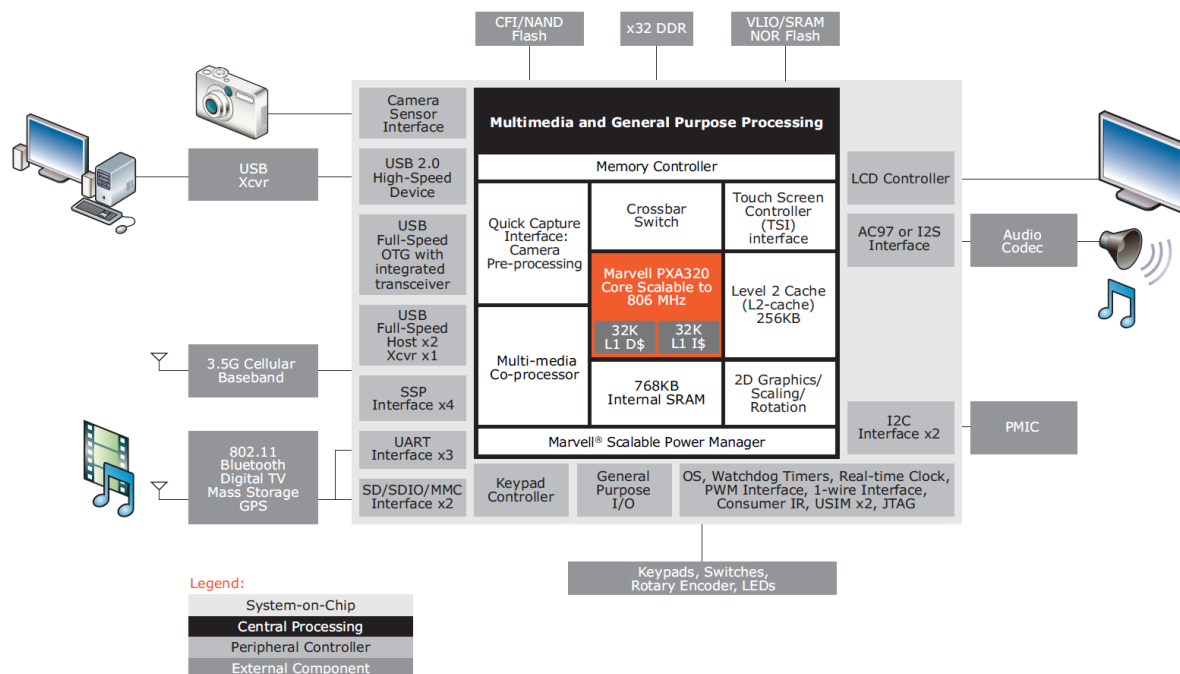 CFI/NAND
Flash
x32 DDR
VLIO/SRAM
NOR Flash
Camera
Sensor
Interface
Multimedia and General Purpose Processing
USB
Xcvr
USB 2.0
High-Speed
Device
Memory Controller
LCD Controller
Quick Capture
Interface:
Camera
Pre-processing
Crossbar
Switch
Touch Screen
Controller
(TSI)
interface
USB
Full-Speed
OTG with
integrated
transceiver
AC97 or I2S
Interface
Audio
Codec
Marvell PXA320
Core Scalable to
806 MHz
32K
L1 D$
32K
L1 I$
Level 2 Cache
(L2-cache)
256KB
USB
Full-Speed
Host x2
Xcvr x1
3.5G Cellular
Baseband
Multi-media
Co-processor
SSP
Interface x4
768KB
Internal SRAM
2D Graphics/
Scaling/
Rotation
I2C
Interface x2
PMIC
UART
Interface x3
Marvell® Scalable Power Manager
802.11
Bluetooth
Digital TV
Mass Storage
GPS
SD/SDIO/MMC
Interface x2
Keypad
Controller
General
Purpose
I/O
OS, Watchdog Timers, Real-time Clock,
PWM Interface, 1-wire Interface,
Consumer IR, USIM x2, JTAG
Keypads, Switches,
Rotary Encoder, LEDs
Legend:
System-on-Chip
Central Processing
Peripheral Controller
External Component